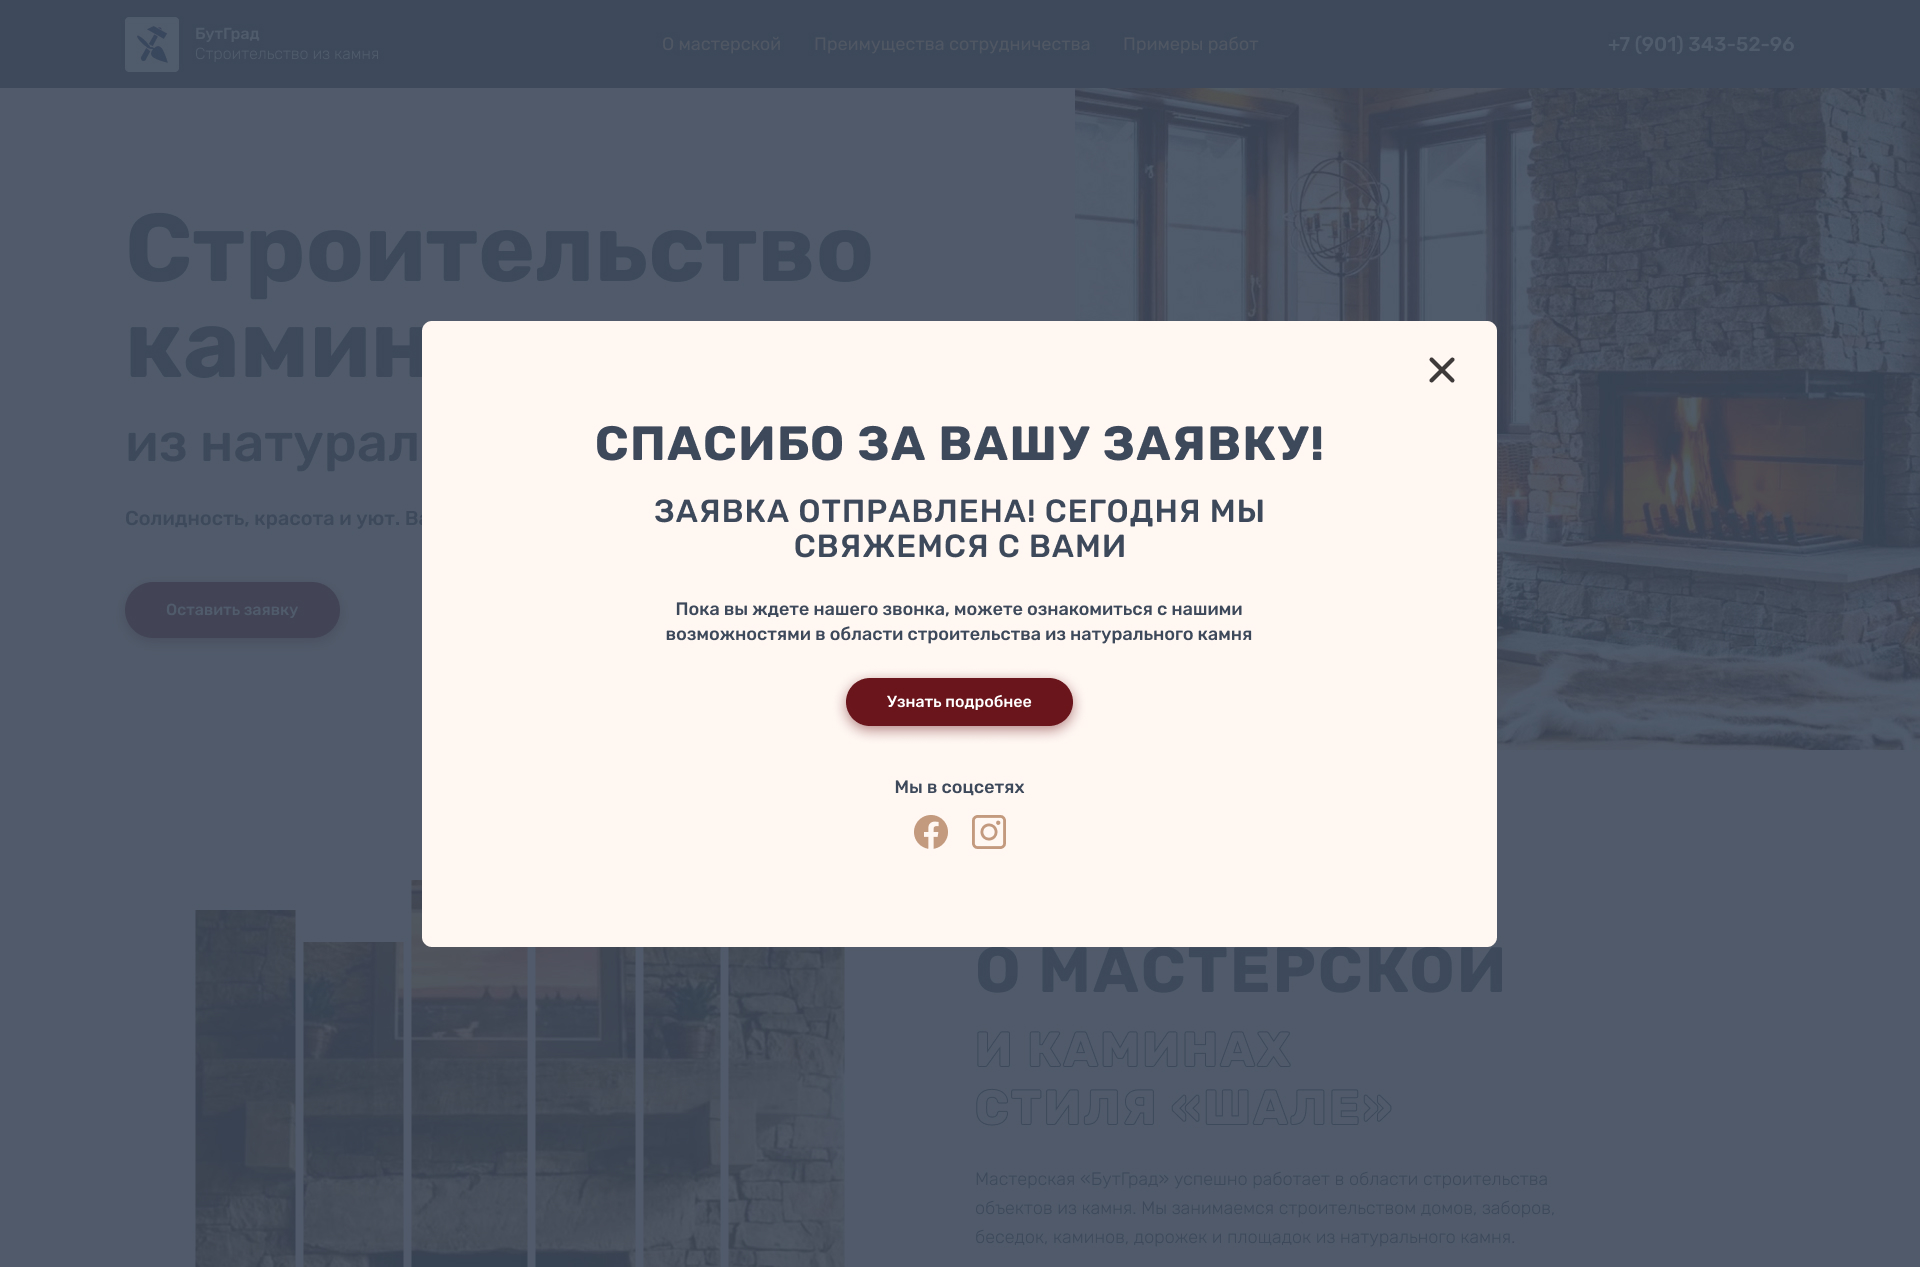 БутГрад
Строительство из камня
О мастерской
Преимущества сотрудничества
Примеры работ
+7 (901) 343-52-96
Строительство
камин
из натурал
Солидность, красота и уют. Ва
Оставить заявку
СПАСИБО ЗА ВАШУ ЗАЯВКУ!
ЗАЯВКА ОТПРАВЛЕНА! СЕГОДНЯ МЫ
СВЯЖЕМСЯ С ВАМИ
Пока вы ждете нашего звонка, можете ознакомиться с нашими
возможностями в области строительства из натурального камня
Узнать подробнее
Мы в соцсетях
О МАСТЕРСКОЙ
И КАМИНАХ
СТИЛЯ «ШАЛЕ»
Мастерская «БутГрад» успешно работает в области строительства
объектов из камня. Мы занимаемся строительством домов, заборов,
беседок, каминов, дорожек и площадок из натурального камня.